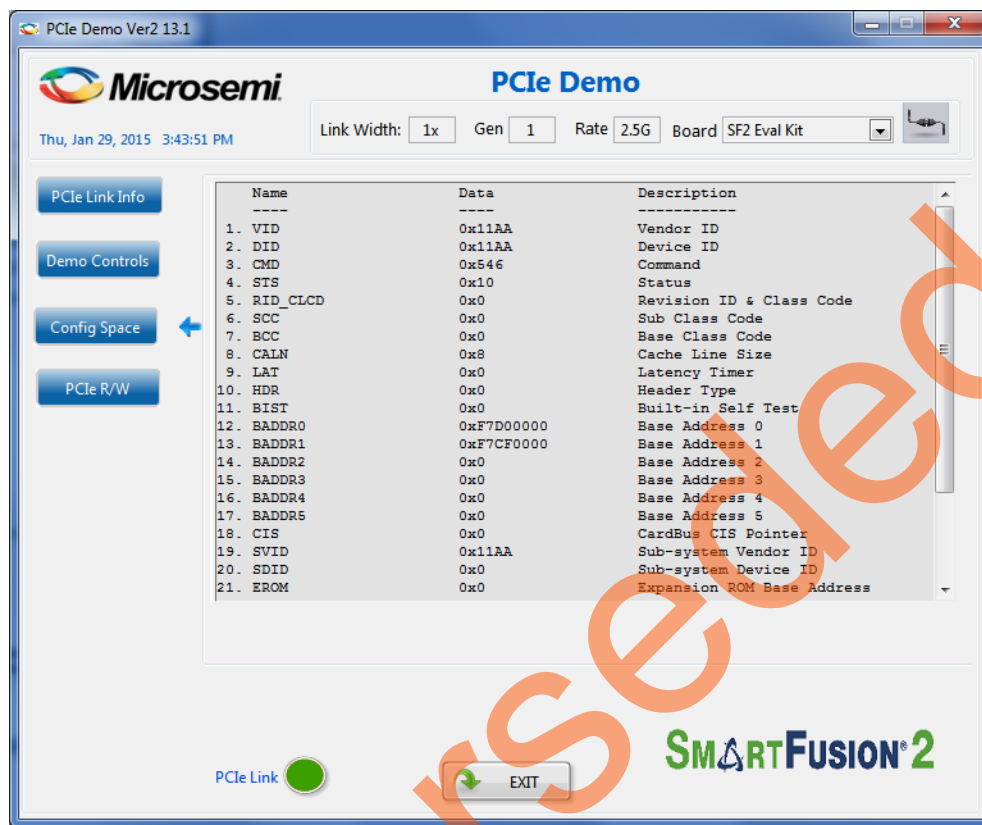 PCIe Demo Ver2 13.1
Microsemi.
PCIe Demo
Thu, Jan 29, 2015 3:43:51 PM
Link Width: 1x Gen 1 Rate 2.5G Board SF2 Eval Kit
PCIe Link Info
Demo Controls
Config Space
PCIe R/W
Name Data Description
---- ---- -----------
1. VID 0x11AA Vendor ID
2. DID 0x11AA Device ID
3. CMD 0x546 Command
4. STS 0x10 Status
5. RID_CLCD 0x0 Revision ID & Class Code
6. SCC 0x0 Sub Class Code
7. BCC 0x0 Base Class Code
8. CALN 0x8 Cache Line Size
9. LAT 0x0 Latency Timer
10. HDR 0x0 Header Type
11. BIST 0x0 Built-in Self Test
12. BADDR0 0xF7D00000 Base Address 0
13. BADDR1 0xF7CF0000 Base Address 1
14. BADDR2 0x0 Base Address 2
15. BADDR3 0x0 Base Address 3
16. BADDR4 0x0 Base Address 4
17. BADDR5 0x0 Base Address 5
18. CIS 0x0 CardBus CIS Pointer
19. SVID 0x11AA Sub-system Vendor ID
20. SDID 0x0 Sub-system Device ID
21. EROM 0x0 Expansion ROM Base Address
SMARTFUSION®2
PCIe Link
EXIT
rseded